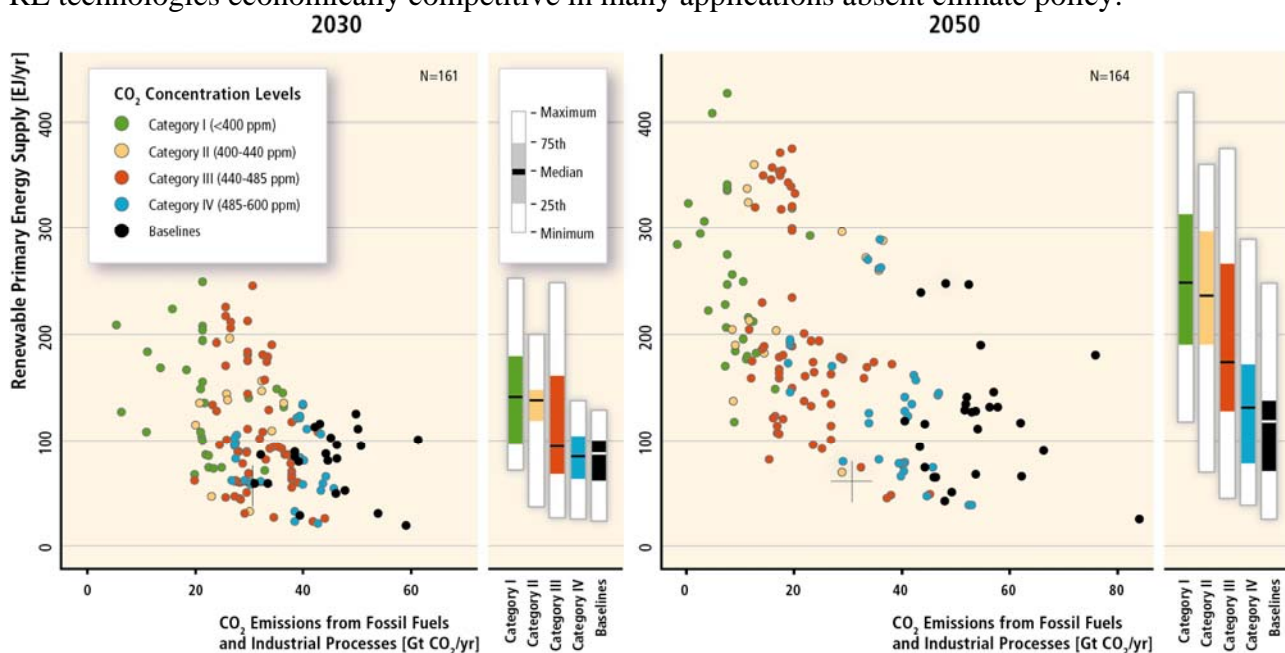 RE technologies economically competitive in many applications absent climate policy.
2030
2050
Renewable Primary Energy Supply [EJ/yr]
N=161
CO2 Concentration Levels
Category I (<400 ppm)
Category II (400-440 ppm)
Category III (440-485 ppm)
Category IV (485-600 ppm)
Baselines
Maximum
75th
Median
25th
Minimum
N=164
400
300
200
100
0
0 20 40 60
CO2 Emissions from Fossil Fuels
and Industrial Processes [Gt CO2/yr]
Category I
Category II
Category III
Category IV
Baselines
400
300
200
100
0
0 20 40 60 80
CO2 Emissions from Fossil Fuels
and Industrial Processes [Gt CO2/yr]
Category I
Category II
Category III
Category IV
Baselines